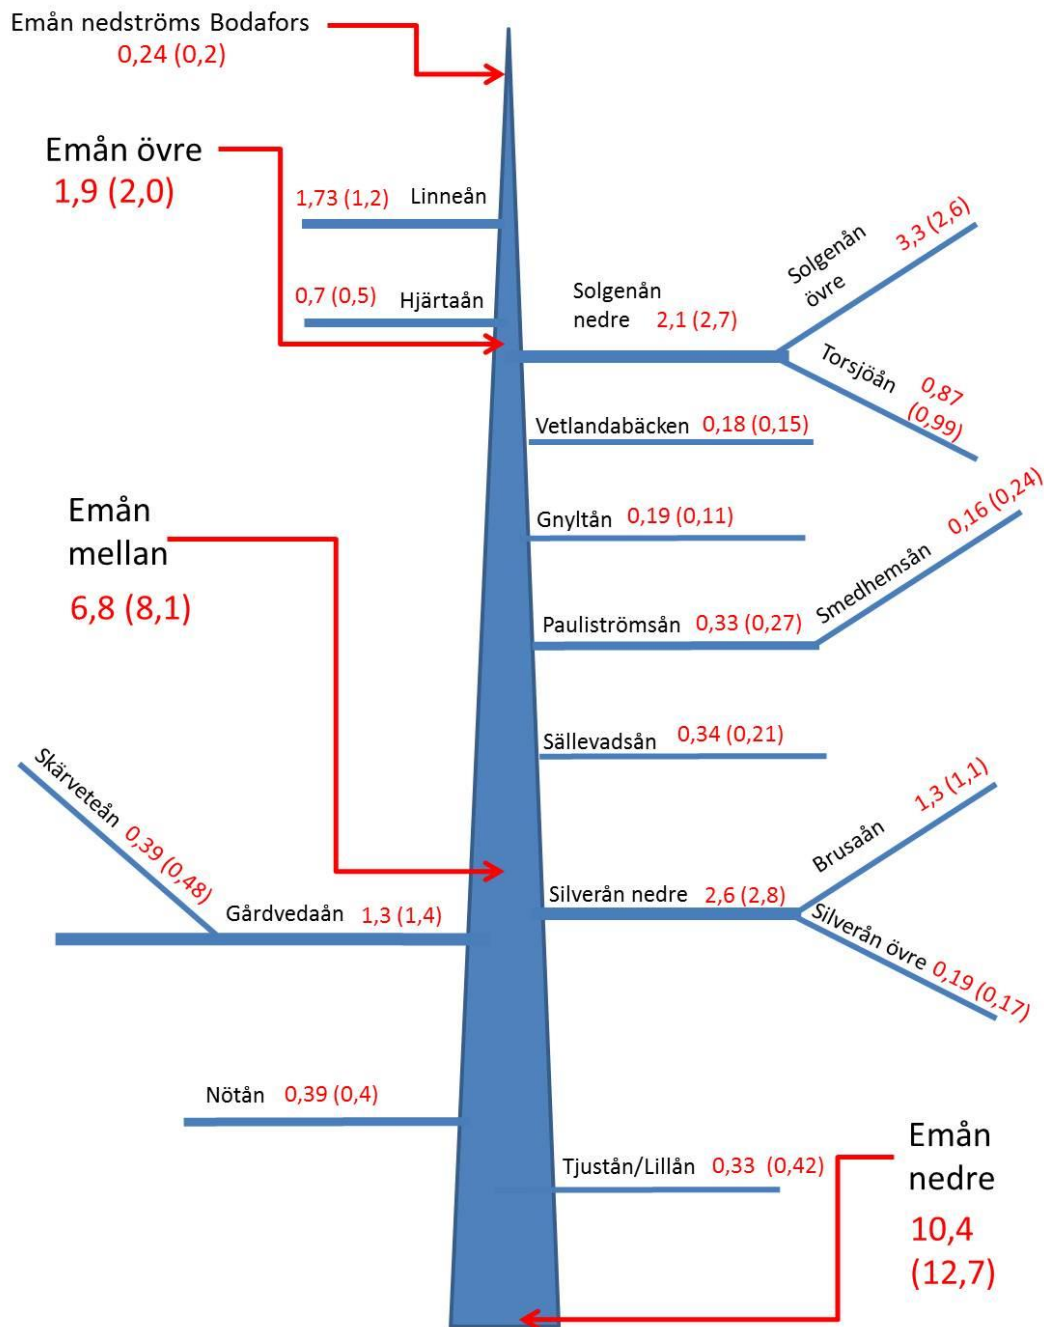 Emån nedströms Bodafors
0,24 (0,2)
Emån övre
1,9 (2,0)
1,73 (1,2) Linneån
0,7 (0,5) Hjärtaån
Solgenån
övre
3,3 (2,6)
Solgenån
nedre 2,1 (2,7)
Torsjöån
0,87
(0,99)
Vetlandabäcken 0,18 (0,15)
Emån
mellan
6,8 (8,1)
Gnyltån 0,19 (0,11)
Smedhemsån 0,16 (0,24)
Pauliströmsån 0,33 (0,27)
Sällevadsån 0,34 (0,21)
Skärveteån
0,39 (0,48)
Gårdvedaån 1,3 (1,4)
Brusaån 1,3 (1,1)
Silverån nedre 2,6 (2,8)
Silverån övre 0,19 (0,17)
Nötån 0,39 (0,4)
Tjustån/Lillån 0,33 (0,42)
Emån
nedre
10,4
(12,7)